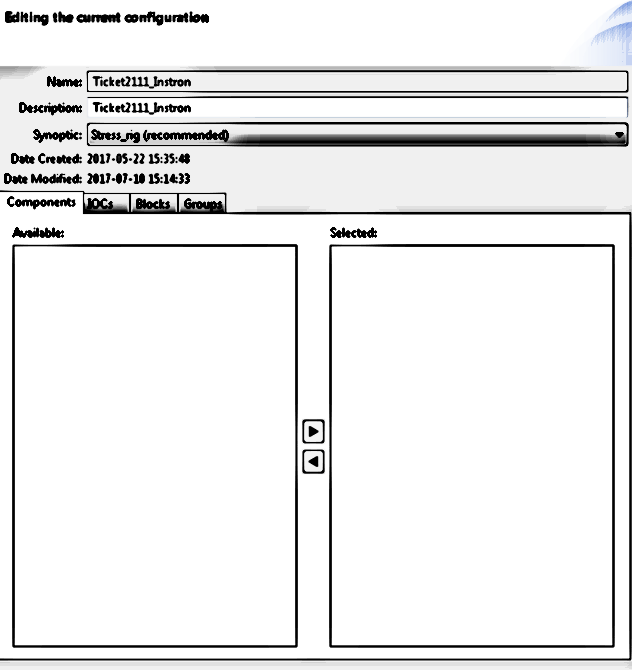 Editing the current configuration
Name: Ticket2111_Instron
Description: Ticket2111_Instron
Synoptic: Stress_rig (recommended)
Date Created: 2017-05-22 15:35:48
Date Modified: 2017-07-10 15:14:33
Components IOCs Blocks Groups
Available: Selected: